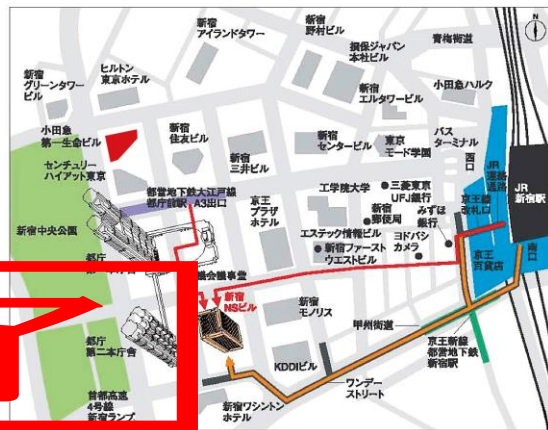 新宿
アイランドタワー
新宿
野村ビル
損保ジャパン
本社ビル
青梅街道
N
新宿
グリーンタワー
ビル
ヒルトン
東京ホテル
新宿
エルタワービル
小田急ハルク
小田急
第一生命ビル
新宿
住友ビル
新宿
三井ビル
新宿
センタービル
東京
モード学園
バス
ターミナル
西口
センチュリー
ハイアット東京
都営地下鉄大江戸線
都庁前駅 A3出口
京王
プラザ
ホテル
工学院大学
三菱東京
UFJ銀行
新宿
郵便局
みずほ
銀行
京王線
改札口
JR
連絡
通路
JR
新宿駅
新宿中央公園
エステック情報ビル
新宿ファースト
ウエストビル
ヨドバシ
カメラ
京王
百貨店
南口
都庁
議会議事堂
新宿
NSビル
新宿
モノリス
甲州街道
都庁
第二本庁舎
KDDIビル
京王新線
都営地下鉄
新宿駅
ワンデー
ストリート
首都高速
4号線
新宿ランプ
新宿ワシントン
ホテル